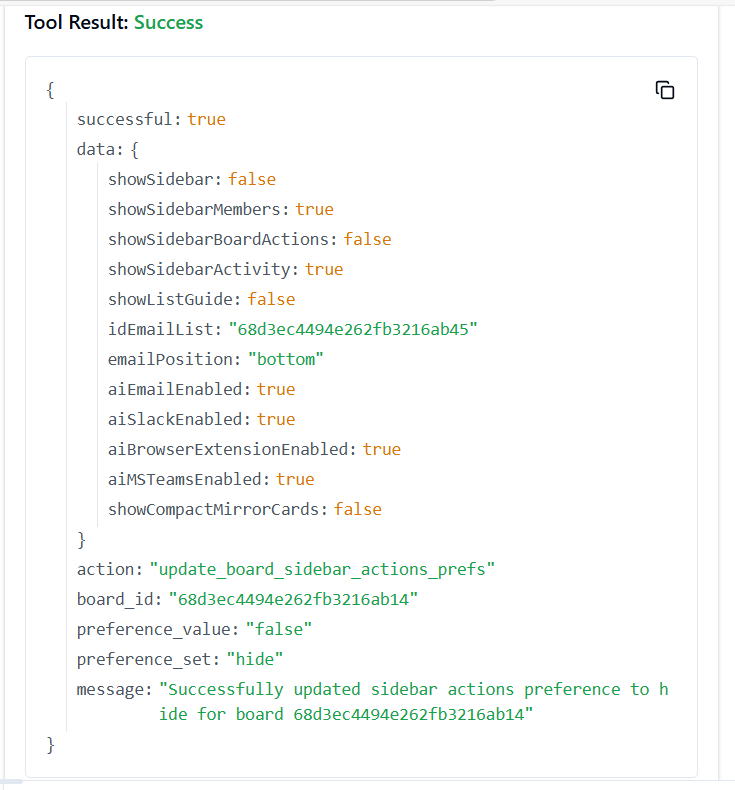 Tool Result: Success
{
successful: true
data: {
showSidebar: false
showSidebarMembers: true
showSidebarBoardActions: false
showSidebarActivity: true
showListGuide: false
idEmailList: "68d3ec4494e262fb3216ab45"
emailPosition: "bottom"
aiEmailEnabled: true
aiSlackEnabled: true
aiBrowserExtensionEnabled: true
aiMSTeamsEnabled: true
showCompactMirrorCards: false
}
action: "update_board_sidebar_actions_prefs"
board_id: "68d3ec4494e262fb3216ab14"
preference_value: "false"
preference_set: "hide"
message: "Successfully updated sidebar actions preference to h
ide for board 68d3ec4494e262fb3216ab14"
}